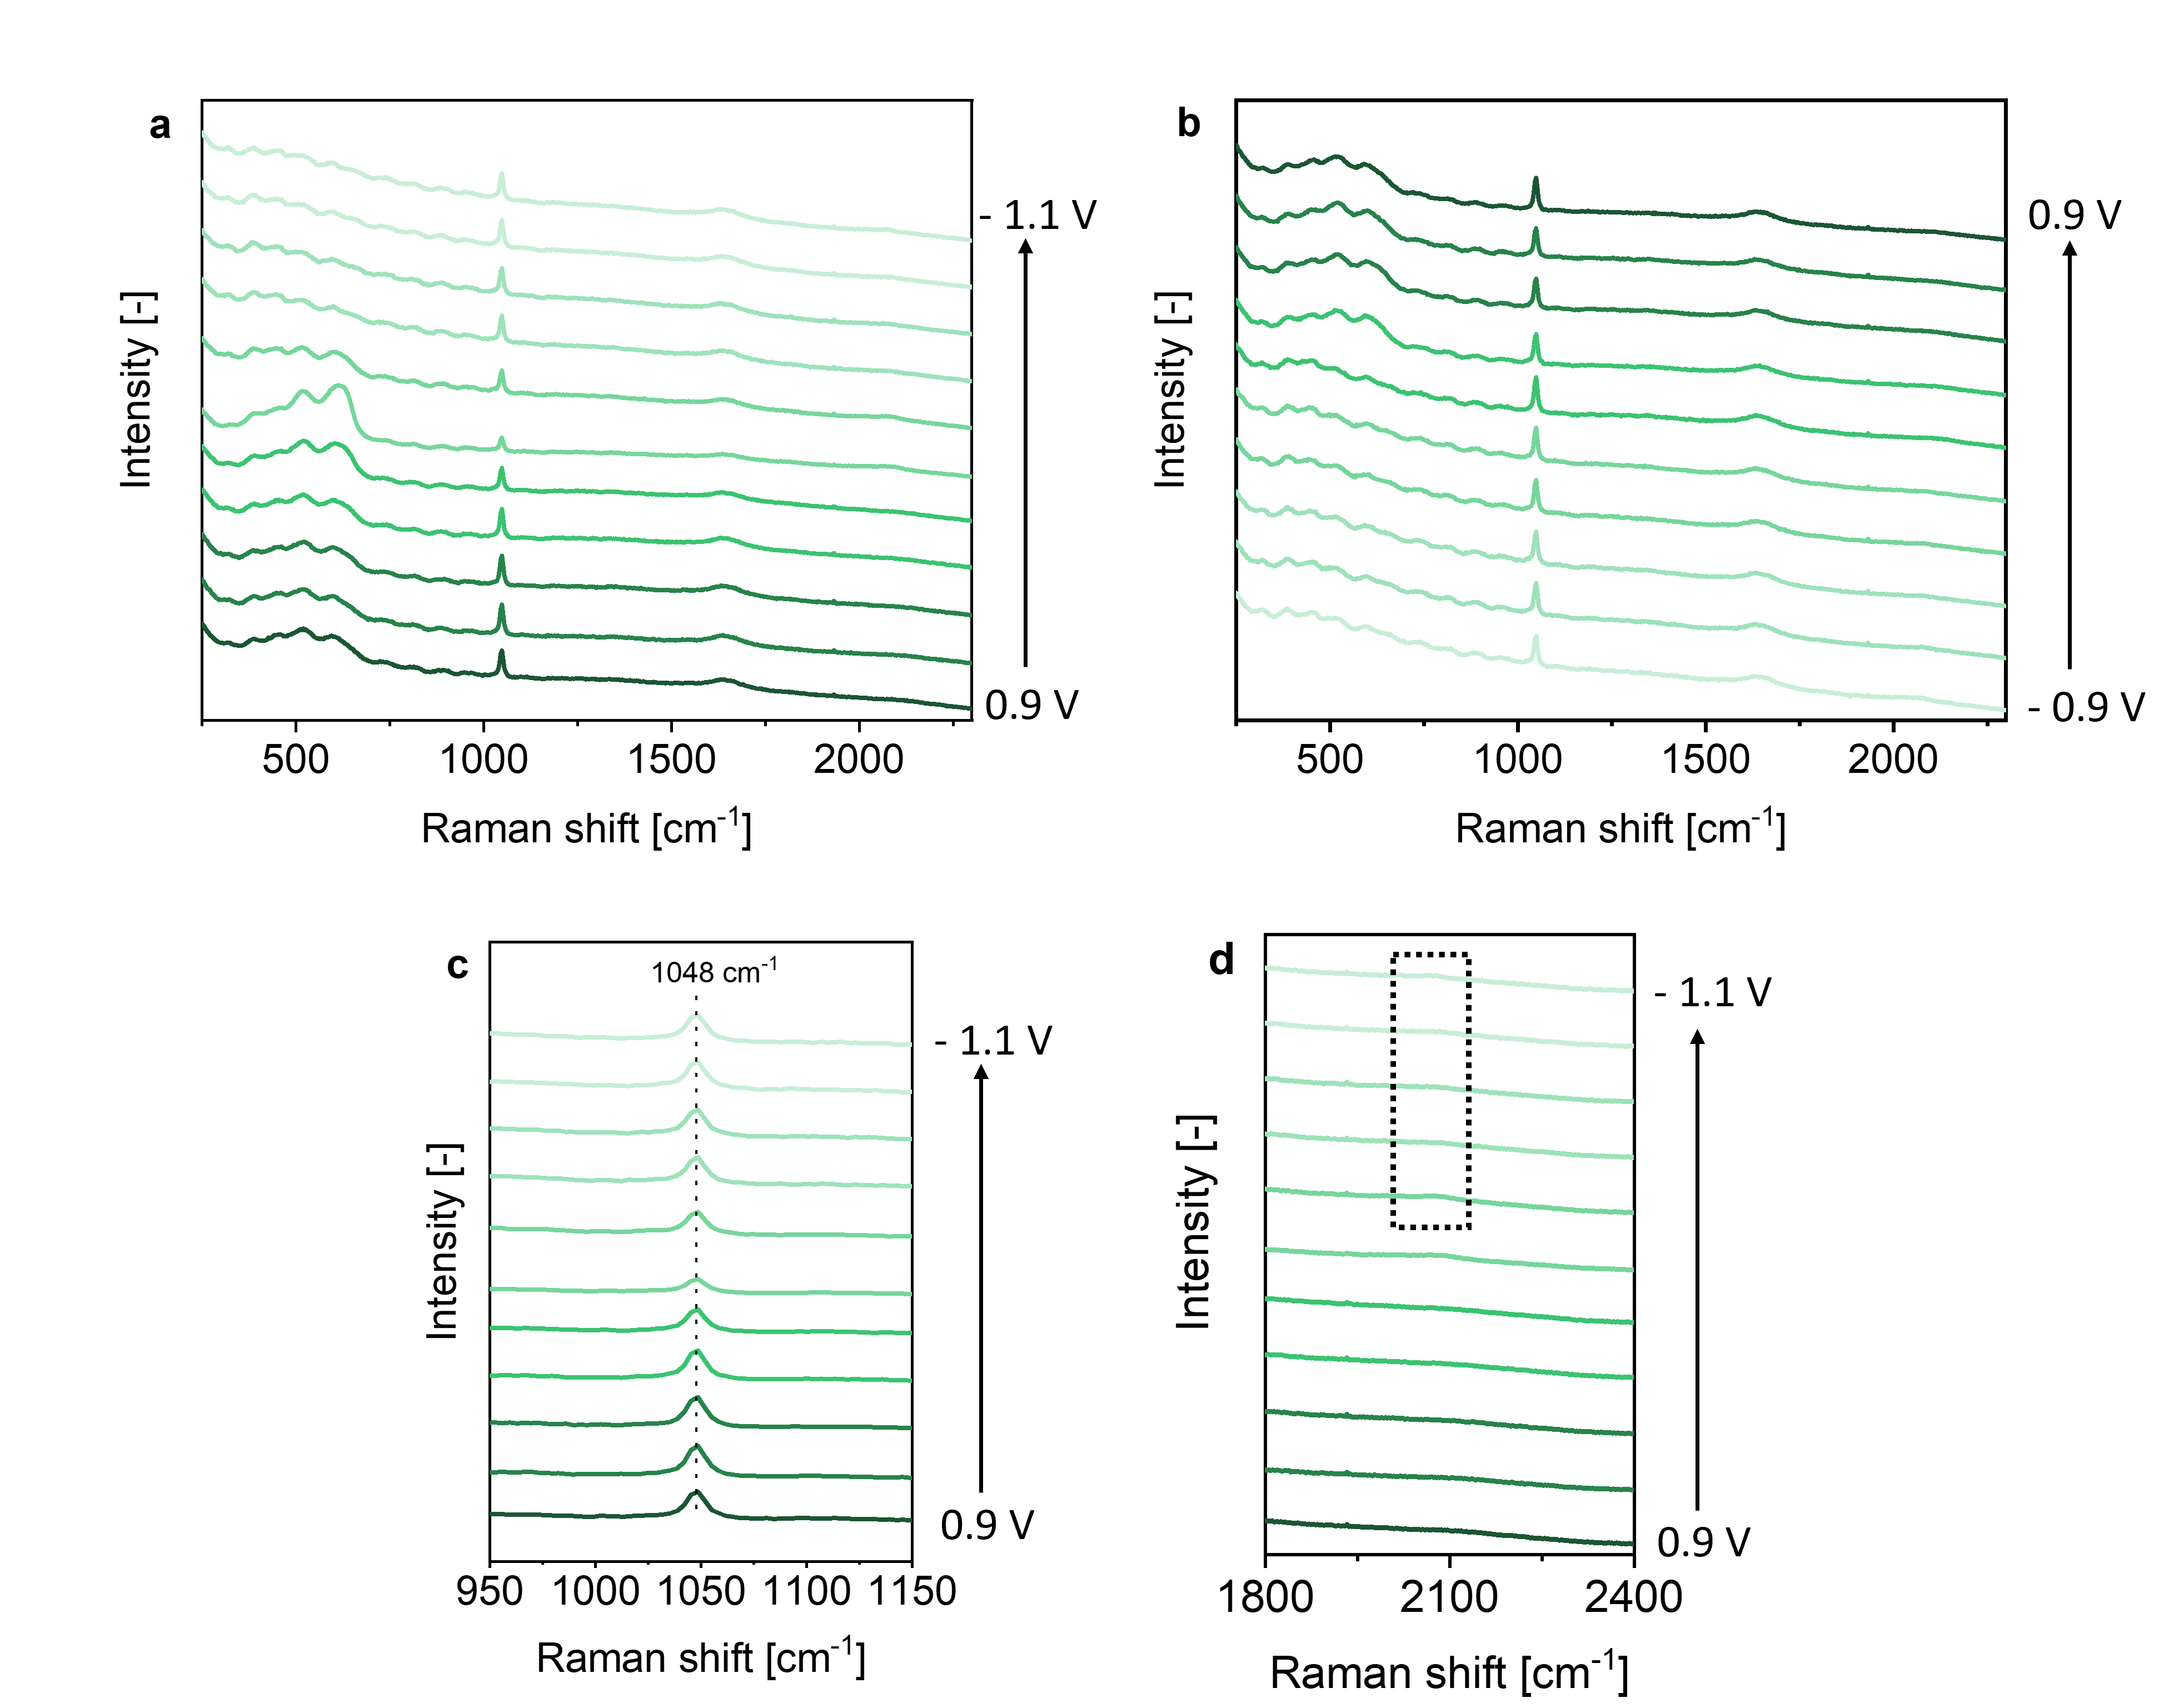 a
Intensity [-]
- 1.1 V
0.9 V
500 1000 1500 2000
Raman shift [cm-1]
b
Intensity [-]
0.9 V
- 0.9 V
500 1000 1500 2000
Raman shift [cm-1]
c
1048 cm-1
Intensity [-]
- 1.1 V
0.9 V
950 1000 1050 1100 1150
Raman shift [cm-1]
d
Intensity [-]
- 1.1 V
0.9 V
1800 2100 2400
Raman shift [cm-1]